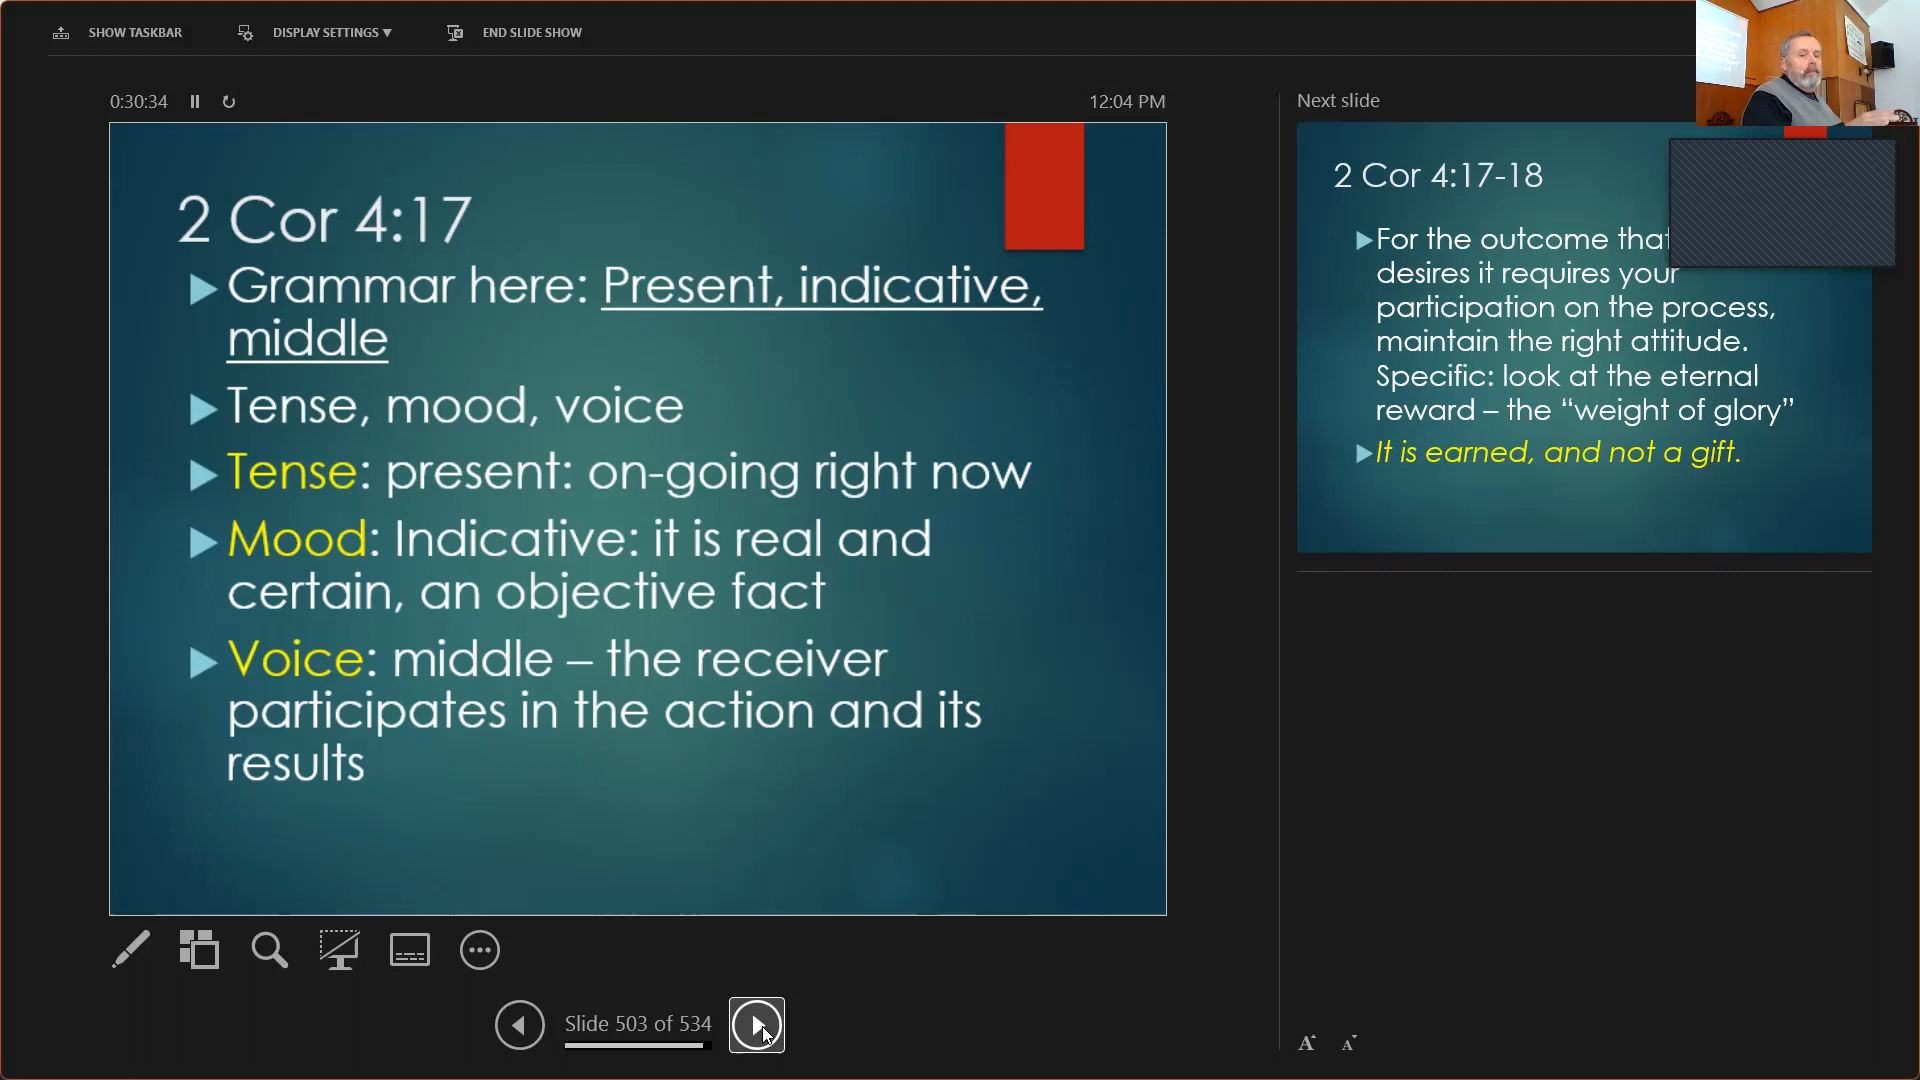 SHOW TASKBAR
DISPLAY SETTINGS ▼
END SLIDE SHOW
0:30:34
12:04 PM
2 Cor 4:17
Grammar here: Present, indicative,
middle
Tense, mood, voice
Tense: present: on-going right now
Mood: Indicative: it is real and
certain, an objective fact
Voice: middle – the receiver
participates in the action and its
results
Slide 503 of 534
Next slide
2 Cor 4:17-18
For the outcome that
desires it requires your
participation on the process,
maintain the right attitude.
Specific: look at the eternal
reward – the “weight of glory”
It is earned, and not a gift.
A A